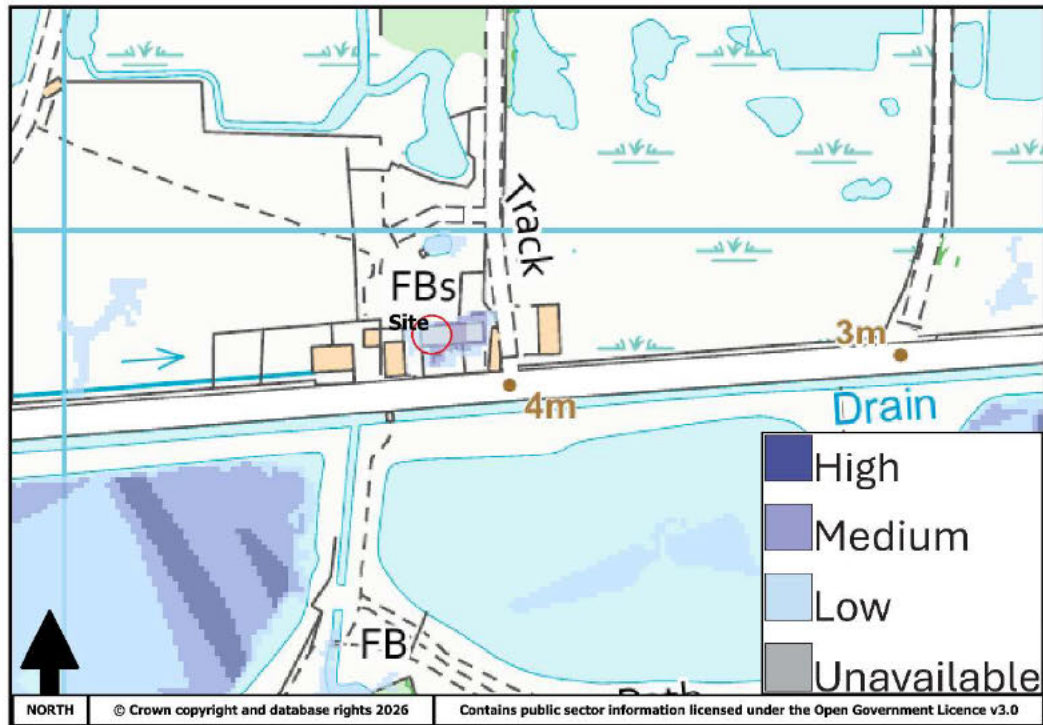 Track
FBs
Site
3m
4m
Drain
High
Medium
Low
Unavailable
FB
Path
NORTH
© Crown copyright and database rights 2026
Contains public sector information licensed under the Open Government Licence v3.0